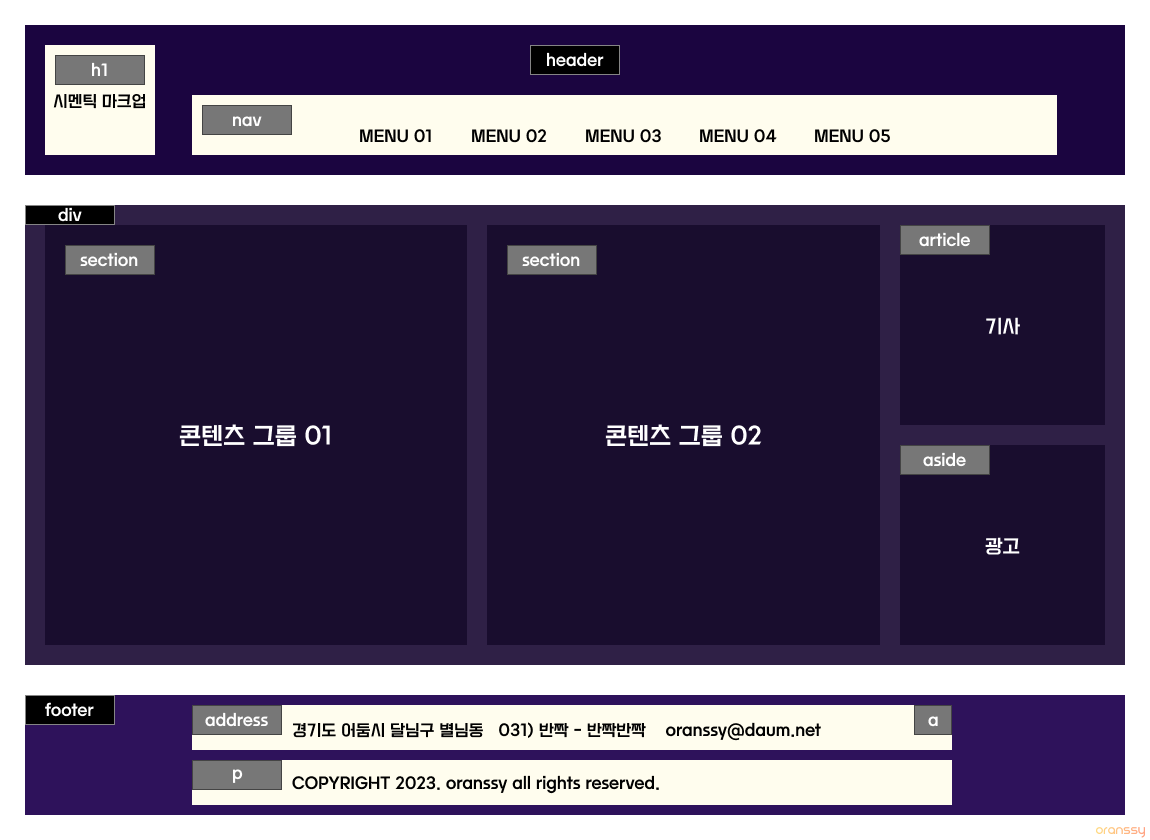 header
h1
시멘틱 마크업
nav
MENU 01 MENU 02 MENU 03 MENU 04 MENU 05
div
section
콘텐츠 그룹 01
section
콘텐츠 그룹 02
article
기사
aside
광고
footer
address
경기도 어둠시 달님구 별님동 031) 반짝 - 반짝반짝 oranssy@daum.net
a
p
COPYRIGHT 2023. oranssy all rights reserved.
oranssy